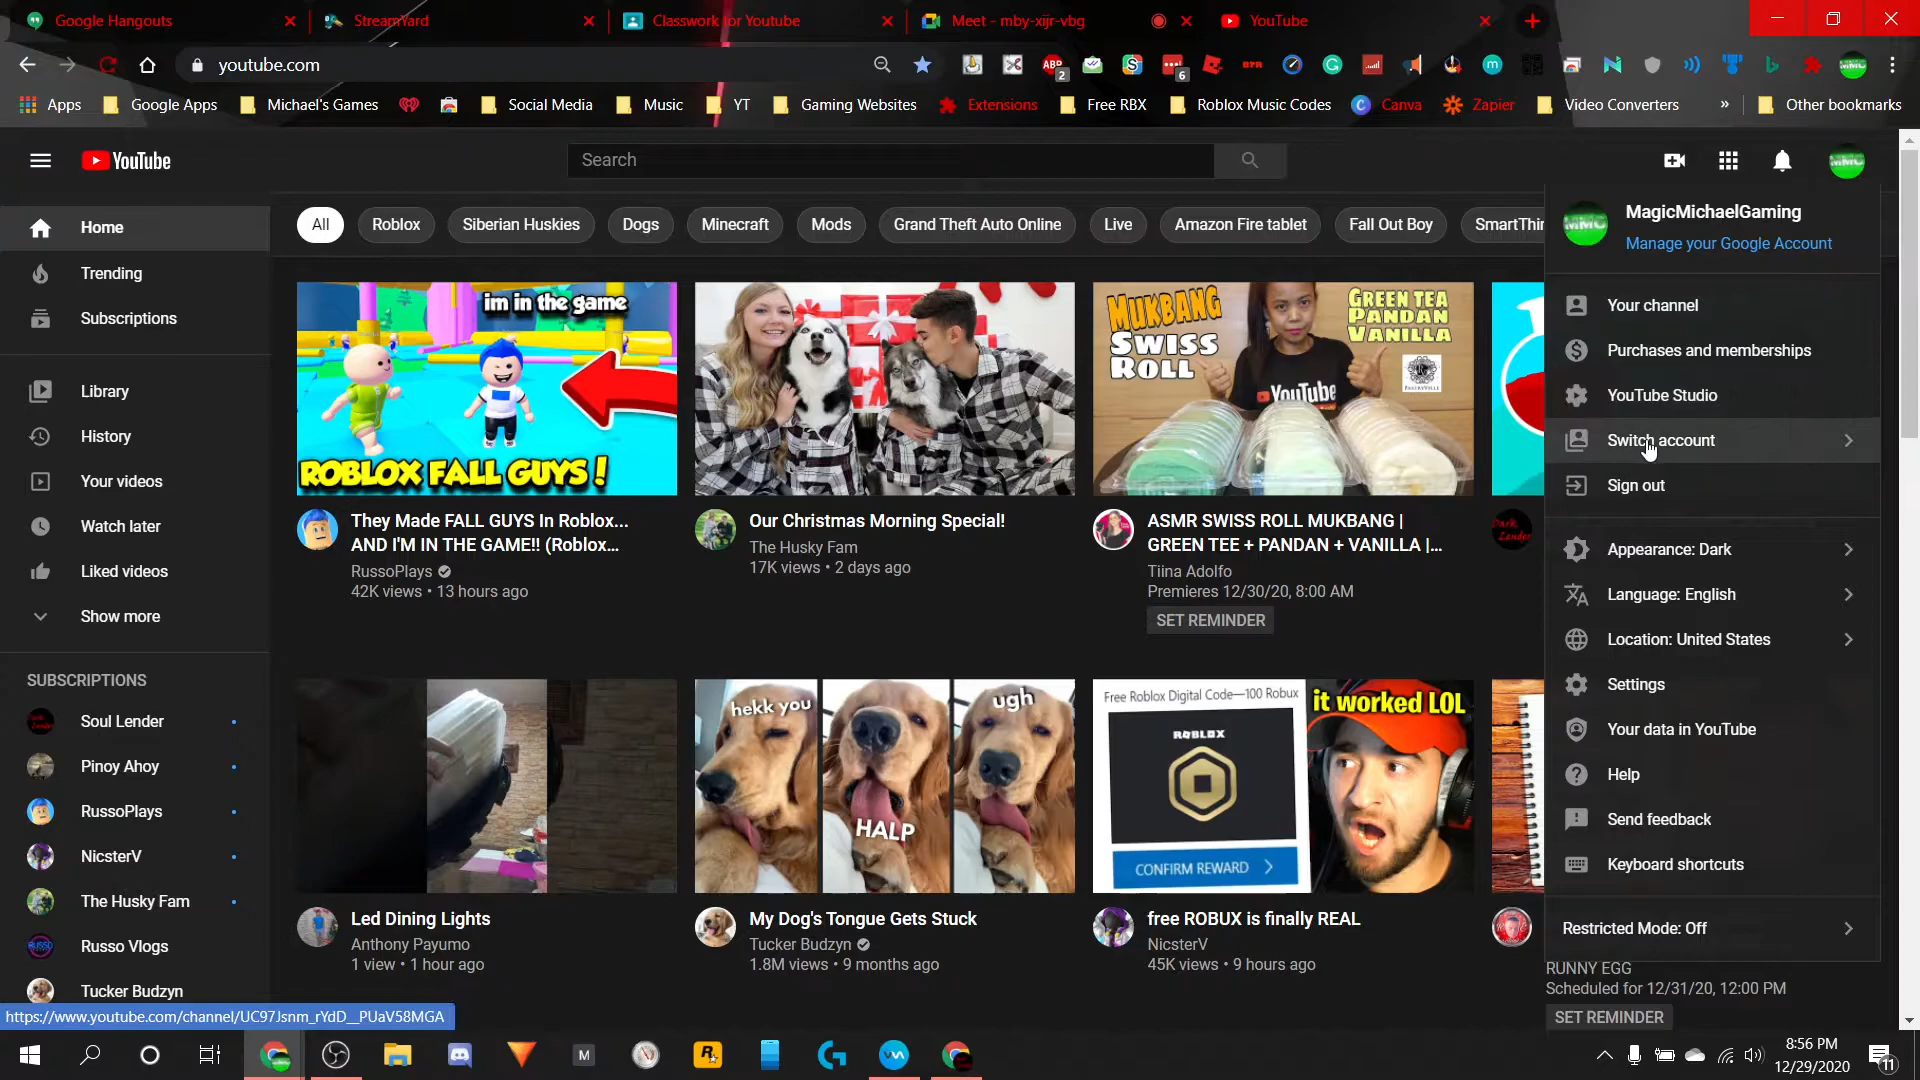 Google Hangouts
StreamYard
Classwork for Youtube
Meet - mby-xijr-vbg
YouTube
youtube.com
ABP
2
6
Apps
Google Apps
Michael's Games
Social Media
Music
YT
Gaming Websites
Extensions
Free RBX
Roblox Music Codes
Canva
Zapier
Video Converters
»
Other bookmarks
YouTube
Search
MMG
Home
Trending
Subscriptions
Library
History
Your videos
Watch later
Liked videos
Show more
SUBSCRIPTIONS
Soul Lender
Pinoy Ahoy
RussoPlays
NicsterV
The Husky Fam
Russo Vlogs
Tucker Budzyn
All
Roblox
Siberian Huskies
Dogs
Minecraft
Mods
Grand Theft Auto Online
Live
Amazon Fire tablet
Fall Out Boy
SmartThin
im in the game
ROBLOX FALL GUYS!
They Made FALL GUYS In Roblox...
AND I'M IN THE GAME!! (Roblox...
RussoPlays
42K views • 13 hours ago
Our Christmas Morning Special!
The Husky Fam
17K views • 2 days ago
MUKBANG
SWISS
ROLL
GREEN TEA
PANDAN
VANILLA
YouTube
ASMR SWISS ROLL MUKBANG |
GREEN TEE + PANDAN + VANILLA |...
Tiina Adolfo
Premieres 12/30/20, 8:00 AM
SET REMINDER
Dark
Lender
Led Dining Lights
Anthony Payumo
1 view • 1 hour ago
hekk you
HALP
ugh
My Dog's Tongue Gets Stuck
Tucker Budzyn
1.8M views • 9 months ago
Free Roblox Digital Code—100 Robux
ROBLOX
CONFIRM REWARD
it worked LOL
free ROBUX is finally REAL
NicsterV
45K views • 9 hours ago
RUNNY EGG
Scheduled for 12/31/20, 12:00 PM
SET REMINDER
MMG
MagicMichaelGaming
Manage your Google Account
Your channel
Purchases and memberships
YouTube Studio
Switch account
Sign out
Appearance: Dark
Language: English
Location: United States
Settings
Your data in YouTube
Help
Send feedback
Keyboard shortcuts
Restricted Mode: Off
https://www.youtube.com/channel/UC97Jsnm_rYdD__PUaV58MGA
M
8:56 PM
12/29/2020
11